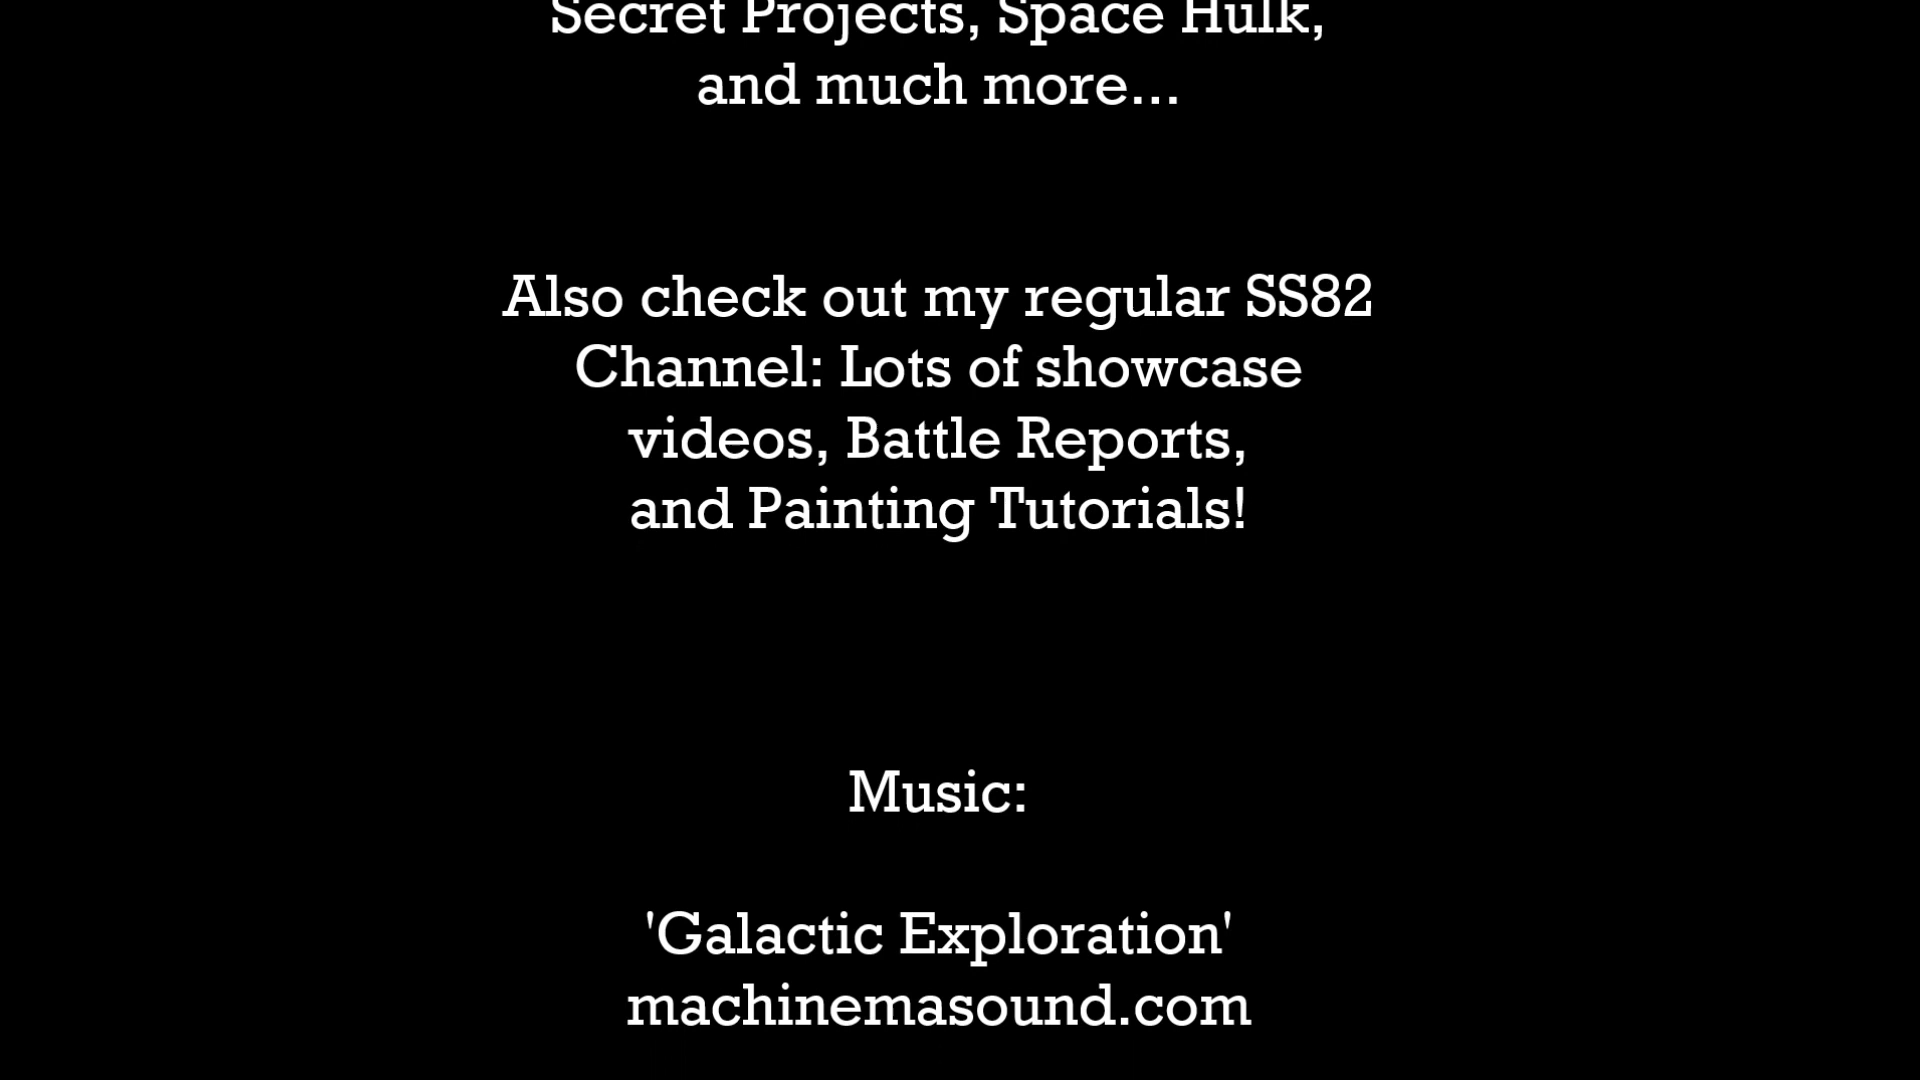 Secret Projects, Space Hulk,
and much more...
Also check out my regular SS82
Channel: Lots of showcase
videos, Battle Reports,
and Painting Tutorials!
Music:
'Galactic Exploration'
machinemasound.com